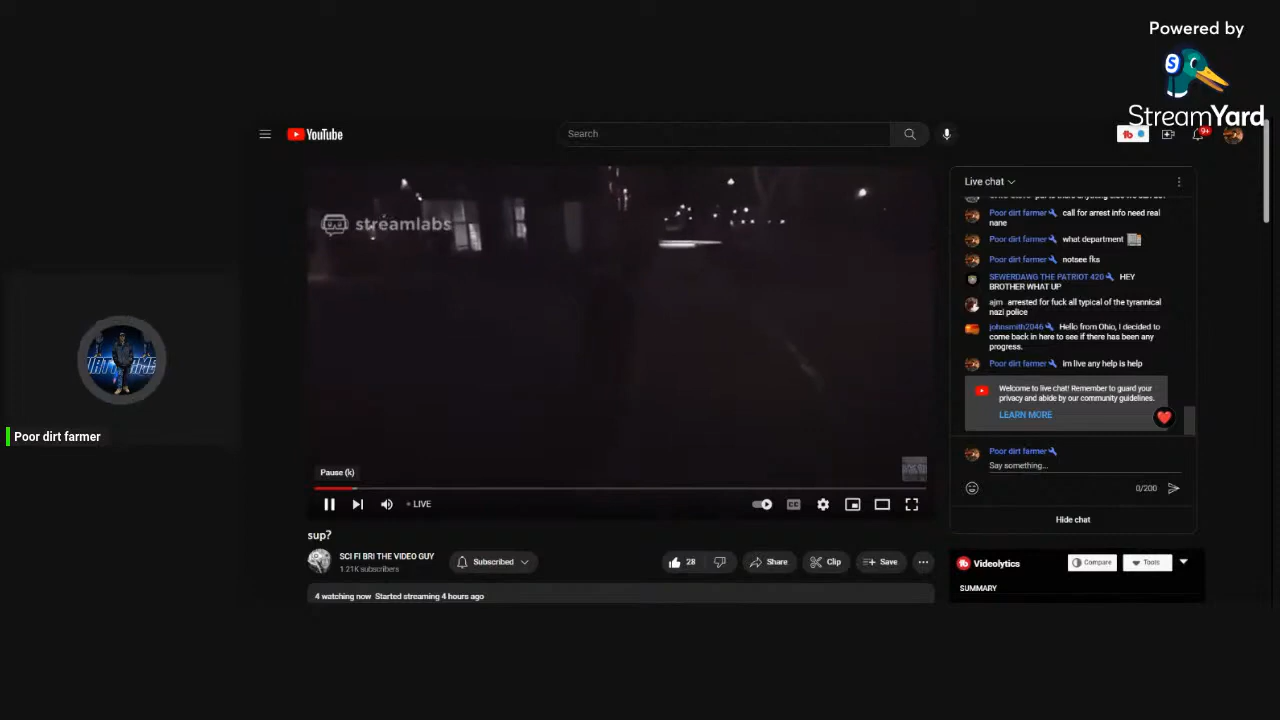 Powered by
StreamYard
YouTube
Search
9+
streamlabs
Live chat
Poor dirt farmer call for arrest info need real
nane
Poor dirt farmer what department
Poor dirt farmer notsee fks
SEWERDAWG THE PATRIOT 420 HEY
BROTHER WHAT UP
ajm arrested for fuck all typical of the tyrannical
nazi police
johnsmith2046 Hello from Ohio, I decided to
come back in here to see if there has been any
progress.
Poor dirt farmer Im live any help is help
Welcome to live chat! Remember to guard your
privacy and abide by our community guidelines.
LEARN MORE
Poor dirt farmer
Say something...
0/200
Hide chat
Poor dirt farmer
Pause (k)
LIVE
sup?
SCI FI BRI THE VIDEO GUY
1.21K subscribers
Subscribed
28
Share
Clip
Save
4 watching now Started streaming 4 hours ago
Videolytics
Compare
Tools
SUMMARY